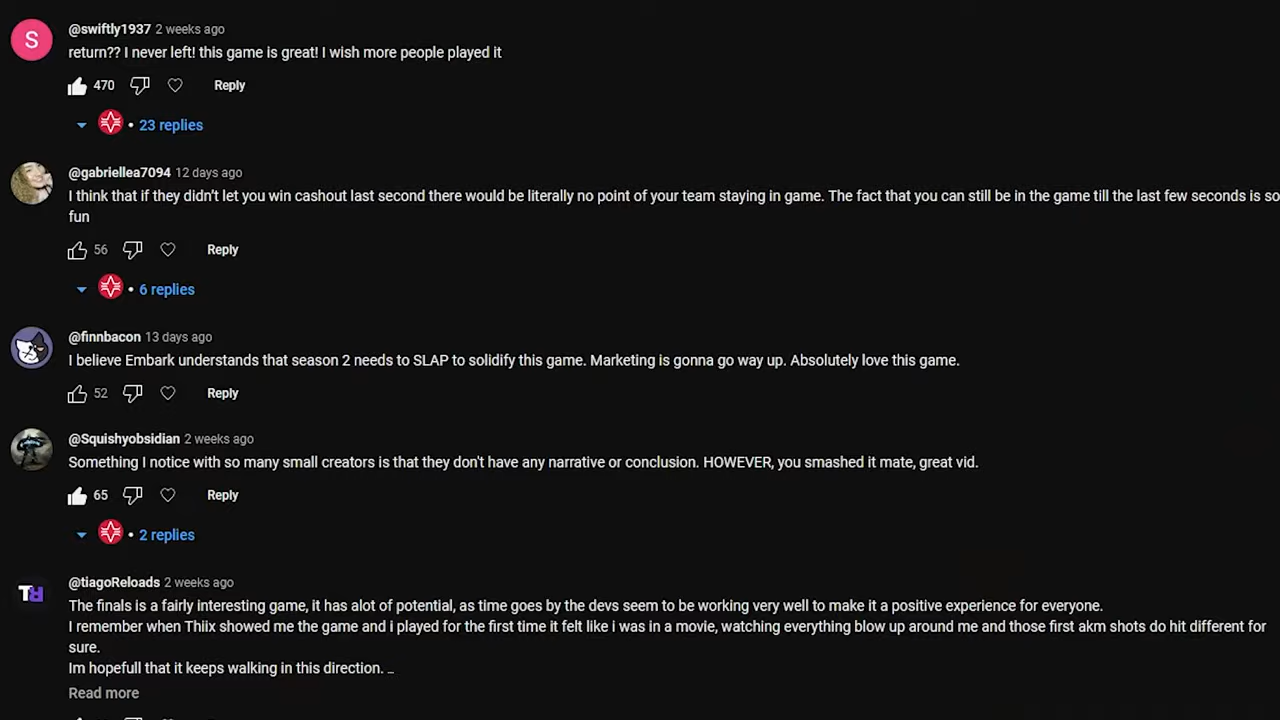 S
@swiftly1937 2 weeks ago
return?? I never left! this game is great! I wish more people played it
470 Reply
• 23 replies
@gabriellea7094 12 days ago
I think that if they didn't let you win cashout last second there would be literally no point of your team staying in game. The fact that you can still be in the game till the last few seconds is so
fun
56 Reply
• 6 replies
@finnbacon 13 days ago
I believe Embark understands that season 2 needs to SLAP to solidify this game. Marketing is gonna go way up. Absolutely love this game.
52 Reply
@Squishyobsidian 2 weeks ago
Something I notice with so many small creators is that they don't have any narrative or conclusion. HOWEVER, you smashed it mate, great vid.
65 Reply
• 2 replies
TR
@tiagoReloads 2 weeks ago
The finals is a fairly interesting game, it has alot of potential, as time goes by the devs seem to be working very well to make it a positive experience for everyone.
I remember when Thiix showed me the game and i played for the first time it felt like i was in a movie, watching everything blow up around me and those first akm shots do hit different for
sure.
Im hopefull that it keeps walking in this direction. ...
Read more